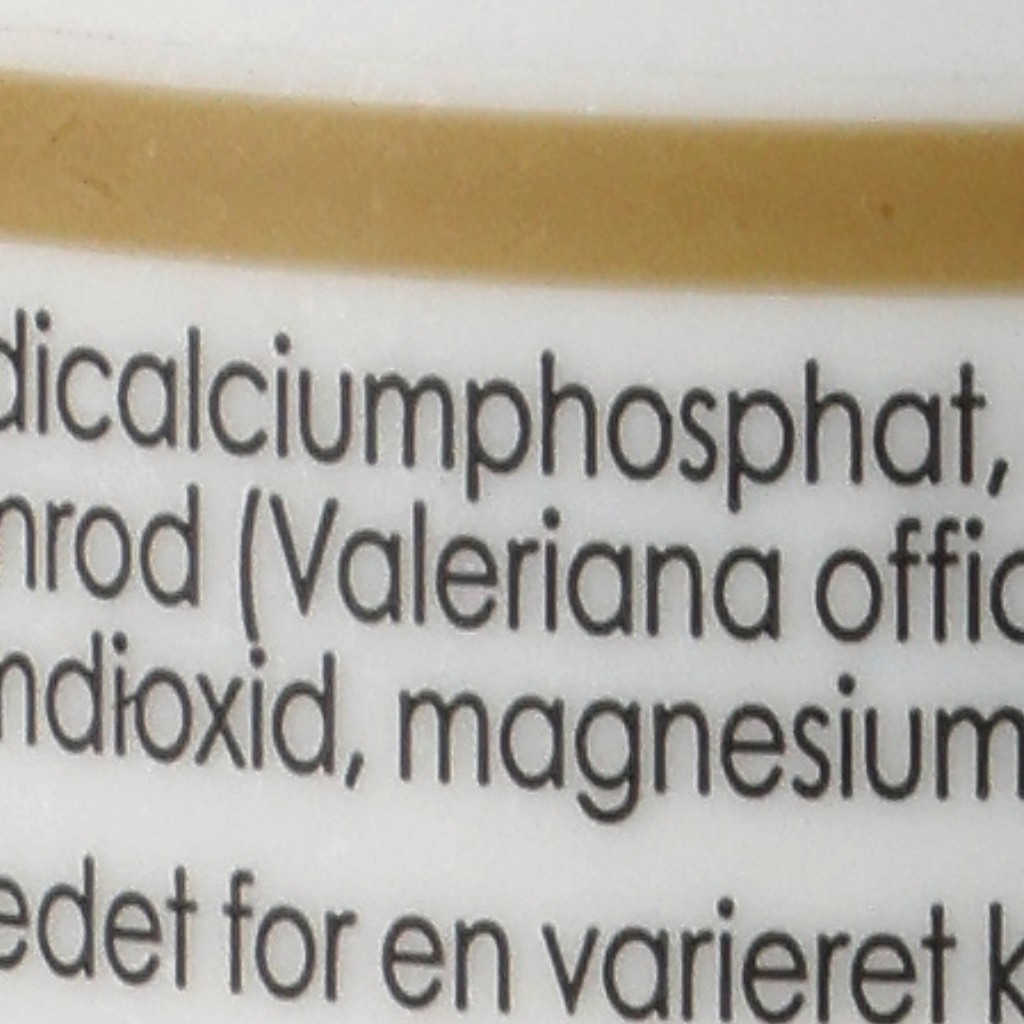 dicalciumphosphat,
nrod (Valeriana offic
ndioxid, magnesium
edet for en varieret k